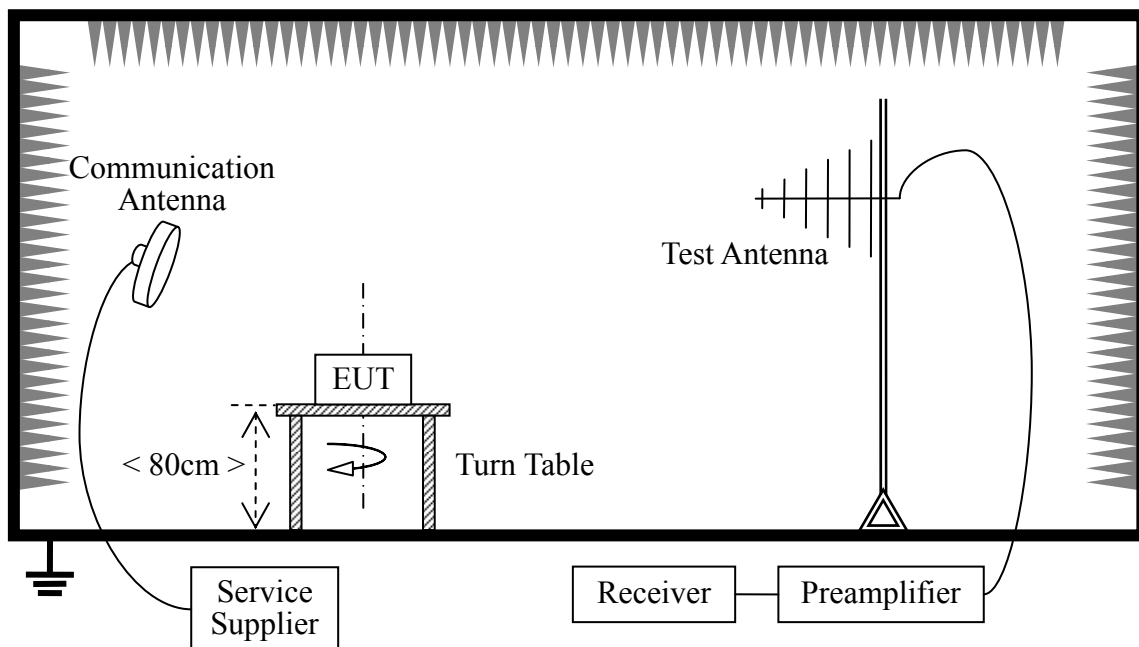 Communication
Antenna
Test Antenna
EUT
< 80cm >
Turn Table
Service
Supplier
Receiver
Preamplifier